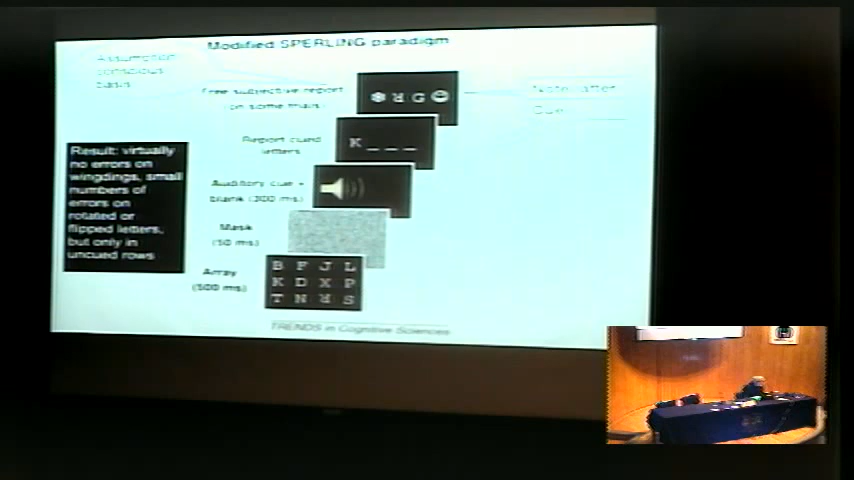 Modified SPERLING paradigm
Assumption
conscious
basis
Free subjective report
(on some trials)
Note: after
Cue
Report cued
letters
K _ _ _
Result: virtually
no errors on
wingdings, small
numbers of
errors on
rotated or
flipped letters,
but only in
uncued rows
Auditory cue +
blank (300 ms)
Mask
(50 ms)
Array
(500 ms)
B F J L
K D X P
T N S
TRENDS in Cognitive Sciences